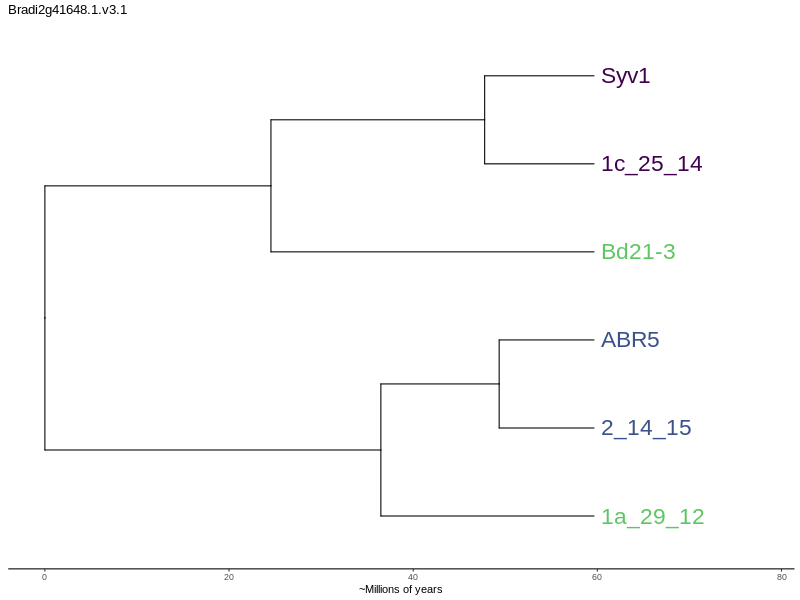 Bradi2g41648.1.v3.1
Syv1
1c_25_14
Bd21-3
ABR5
2_14_15
1a_29_12
0 20 40 60 80
~Millions of years